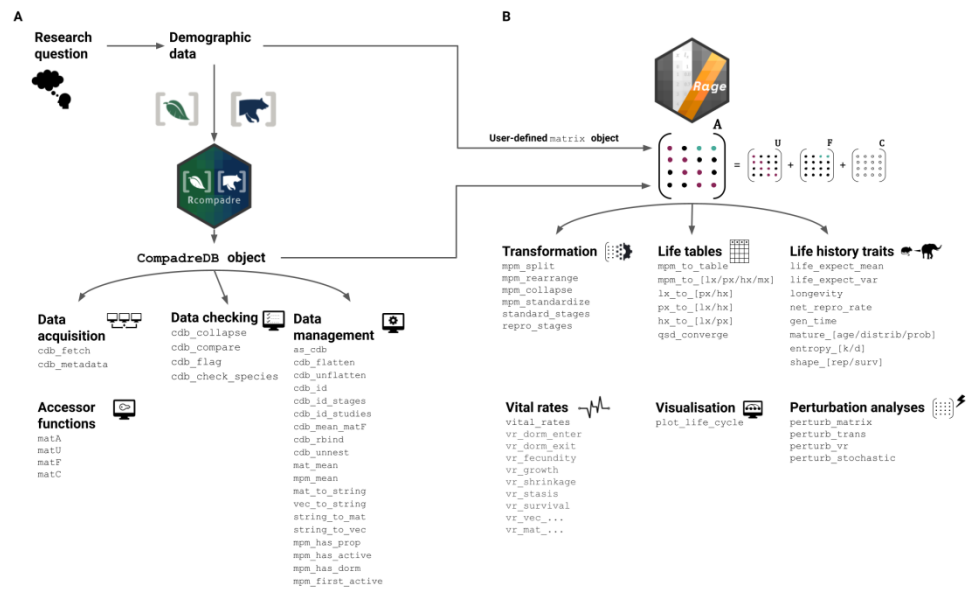 A
Research
question
Demographic
data
Rcompadre
CompadreDB object
Data
acquisition
cdb_fetch
cdb_metadata
Data checking
cdb_collapse
cdb_compare
cdb_flag
cdb_check_species
Data
management
as_cdb
cdb_flatten
cdb_unflatten
cdb_id
cdb_id_stages
cdb_id_studies
cdb_mean_matF
cdb_rbind
cdb_unnest
mat_mean
mpm_mean
mat_to_string
vec_to_string
string_to_mat
string_to_vec
mpm_has_prop
mpm_has_active
mpm_has_dorm
mpm_first_active
Accessor
functions
matA
matU
matF
matC
B
Rage
User-defined matrix object
A
= U + F + C
Transformation
mpm_split
mpm_rearrange
mpm_collapse
mpm_standardize
standard_stages
repro_stages
Life tables
mpm_to_table
mpm_to_[lx/px/hx/mx]
lx_to_[px/hx]
px_to_[lx/hx]
hx_to_[lx/px]
qsd_converge
Life history traits
life_expect_mean
life_expect_var
longevity
net_repro_rate
gen_time
mature_[age/distrib/prob]
entropy_[k/d]
shape_[rep/surv]
Vital rates
vital_rates
vr_dorm_enter
vr_dorm_exit
vr_fecundity
vr_growth
vr_shrinkage
vr_stasis
vr_survival
vr_vec_...
vr_mat_...
Visualisation
plot_life_cycle
Perturbation analyses
perturb_matrix
perturb_trans
perturb_vr
perturb_stochastic